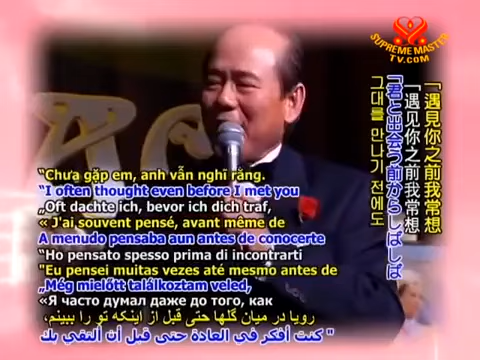 SUPREME MASTER
TV.COM
“Chưa gặp em, anh vẫn nghĩ rằng.
“I often thought even before I met you
„Oft dachte ich, bevor ich dich traf,
« J'ai souvent pensé, avant même de
A menudo pensaba aun antes de conocerte
“Ho pensato spesso prima di incontrarti
"Eu pensei muitas vezes até mesmo antes de
„Még mielőtt találkoztam veled,
«Я часто думал даже до того, как
رویا در میان گلها حتی قبل از اینکه تو را ببینم،
" كنت أفكر في العادة حتى قبل أن ألتقي بك
「遇見你之前我常想
「遇见你之前我常想
「君と出会う前からしばしば
그대를 만나기 전에도